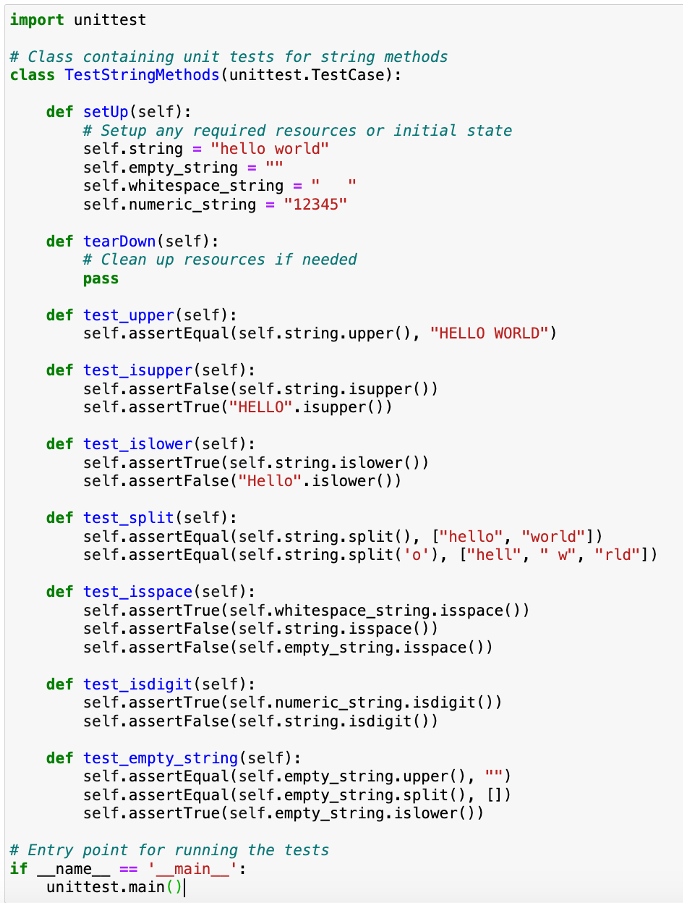 import unittest

# Class containing unit tests for string methods
class TestStringMethods(unittest.TestCase):

    def setUp(self):
        # Setup any required resources or initial state
        self.string = "hello world"
        self.empty_string = ""
        self.whitespace_string = "   "
        self.numeric_string = "12345"

    def tearDown(self):
        # Clean up resources if needed
        pass

    def test_upper(self):
        self.assertEqual(self.string.upper(), "HELLO WORLD")

    def test_isupper(self):
        self.assertFalse(self.string.isupper())
        self.assertTrue("HELLO".isupper())

    def test_islower(self):
        self.assertTrue(self.string.islower())
        self.assertFalse("Hello".islower())

    def test_split(self):
        self.assertEqual(self.string.split(), ["hello", "world"])
        self.assertEqual(self.string.split('o'), ["hell", " w", "rld"])

    def test_isspace(self):
        self.assertTrue(self.whitespace_string.isspace())
        self.assertFalse(self.string.isspace())
        self.assertFalse(self.empty_string.isspace())

    def test_isdigit(self):
        self.assertTrue(self.numeric_string.isdigit())
        self.assertFalse(self.string.isdigit())

    def test_empty_string(self):
        self.assertEqual(self.empty_string.upper(), "")
        self.assertEqual(self.empty_string.split(), [])
        self.assertTrue(self.empty_string.islower())

# Entry point for running the tests
if __name__ == '__main__':
    unittest.main()